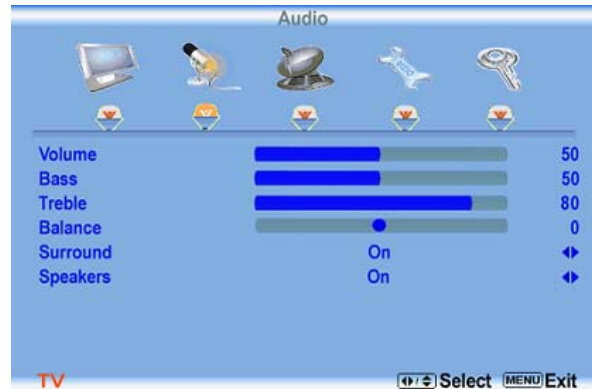 Audio
Volume 50
Bass 50
Treble 80
Balance 0
Surround On
Speakers On
TV Select MENU Exit